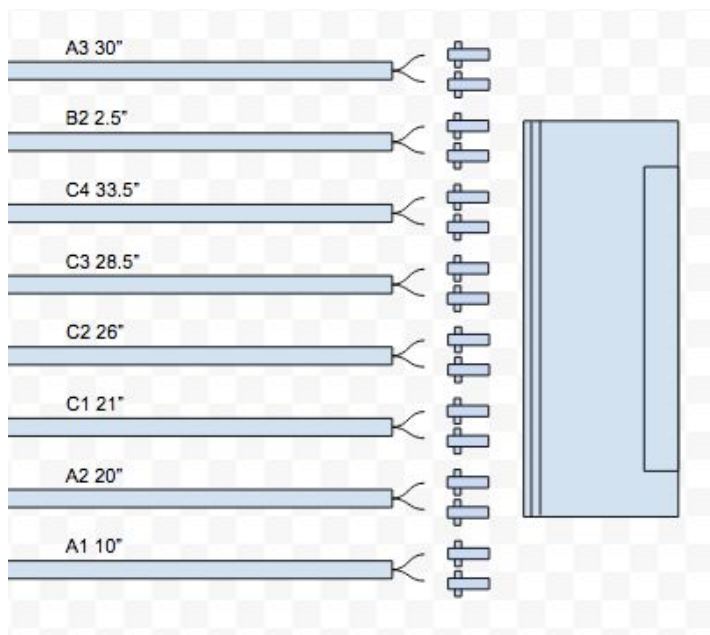 A3 30”
B2 2.5”
C4 33.5”
C3 28.5”
C2 26”
C1 21”
A2 20”
A1 10”